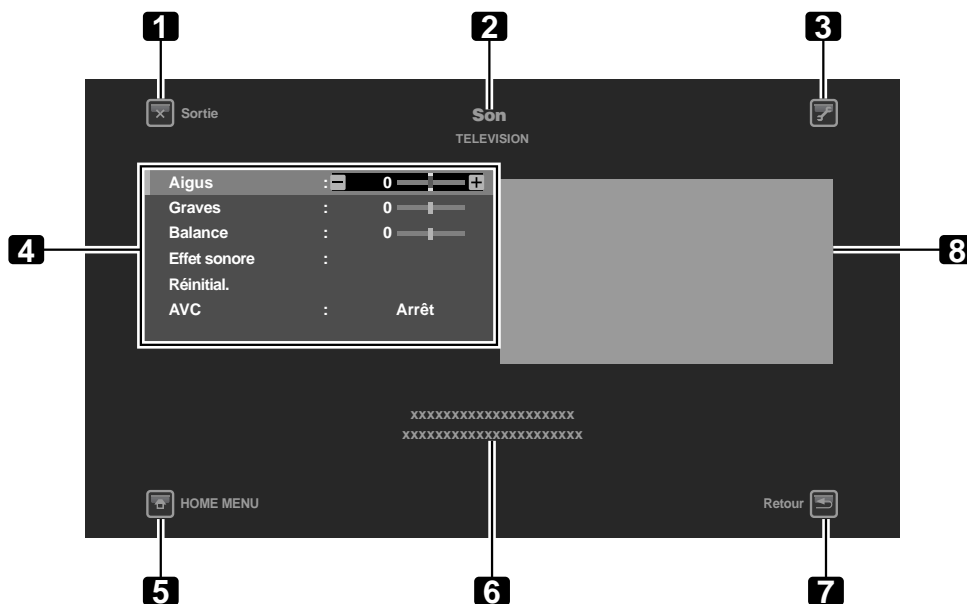 1
2
3
Sortie
Son
TELEVISION
Aigus : 0
Graves : 0
Balance : 0
Effet sonore :
Réinitial.
AVC : Arrêt
4
8
xxxxxxxxxxxxxxxxxxxx
xxxxxxxxxxxxxxxxxxxxxx
HOME MENU
Retour
5
6
7